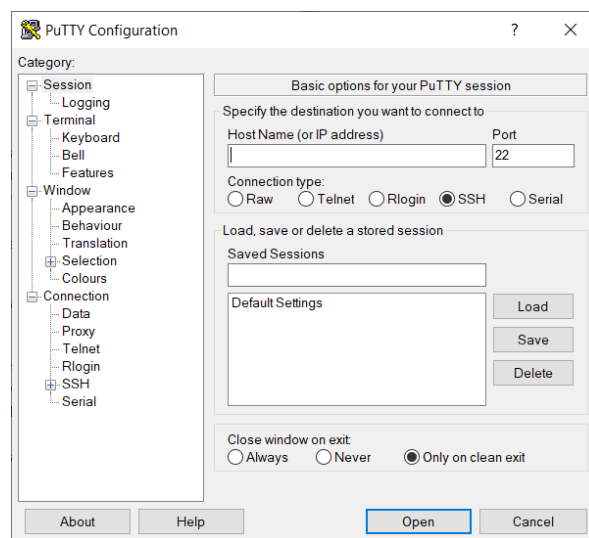 PuTTY Configuration
?
Category:
Session
Logging
Terminal
Keyboard
Bell
Features
Window
Appearance
Behaviour
Translation
Selection
Colours
Connection
Data
Proxy
Telnet
Rlogin
SSH
Serial
Basic options for your PuTTY session
Specify the destination you want to connect to
Host Name (or IP address) Port
22
Connection type:
Raw Telnet Rlogin SSH Serial
Load, save or delete a stored session
Saved Sessions
Default Settings
Load
Save
Delete
Close window on exit:
Always Never Only on clean exit
About Help Open Cancel